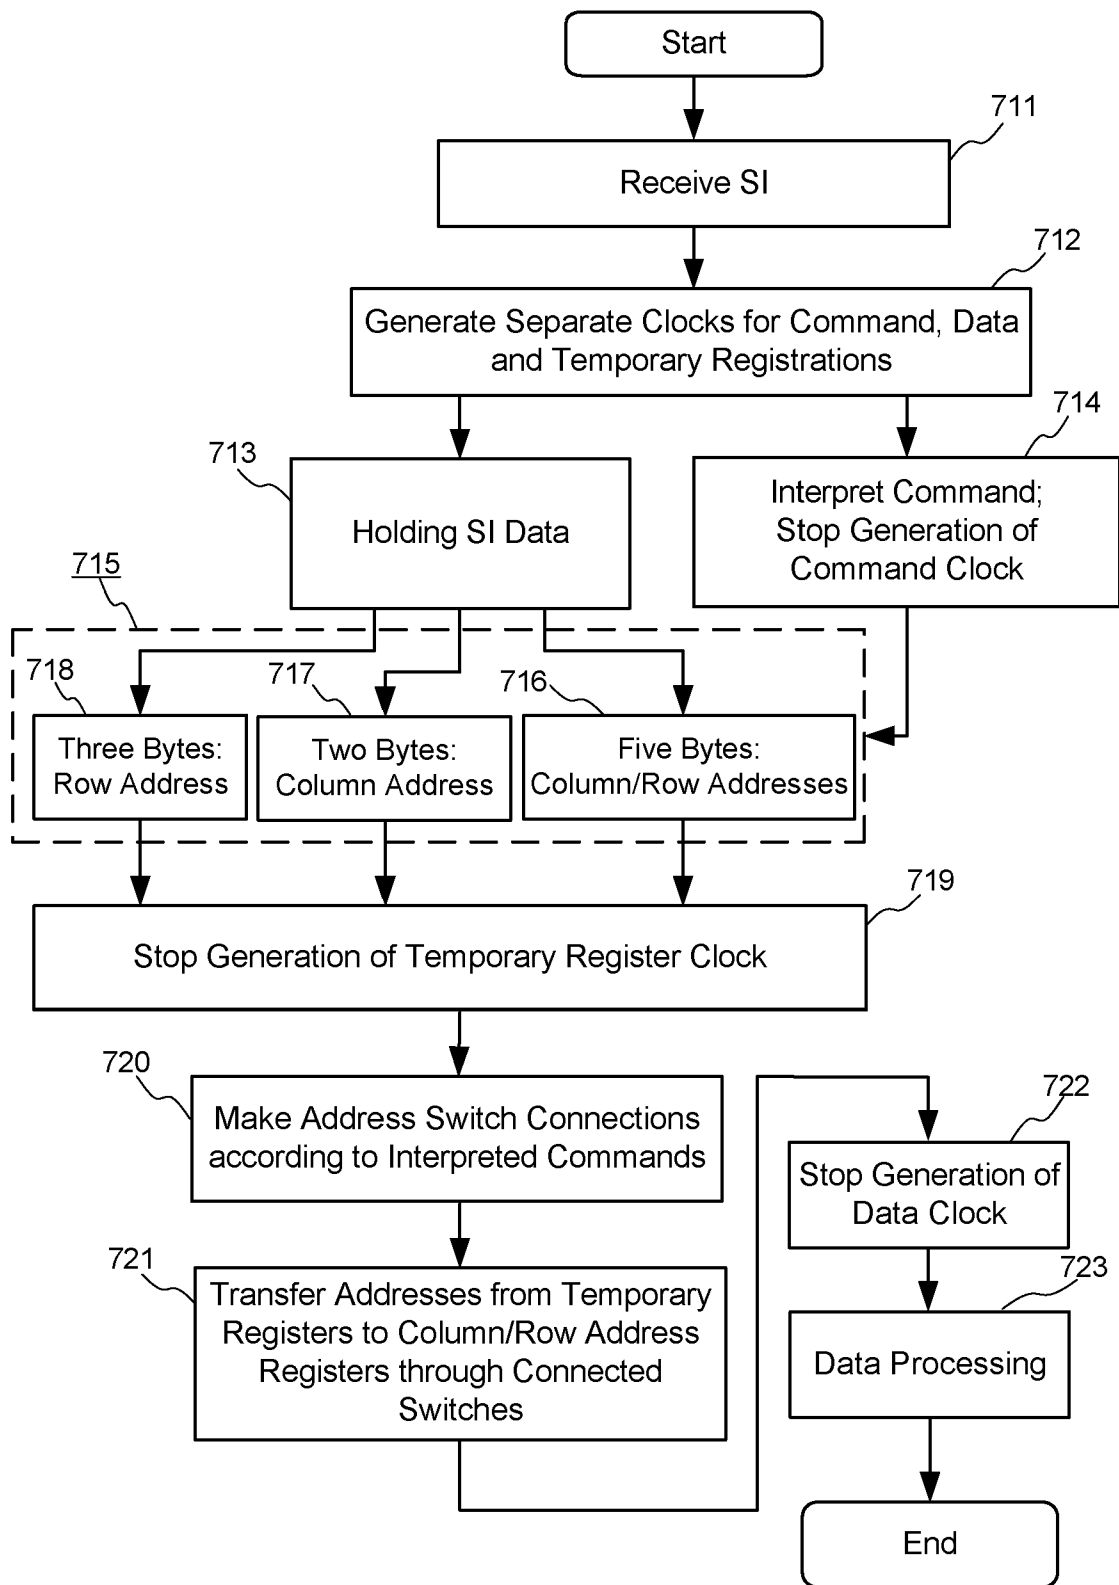 Start
711
Receive SI
712
Generate Separate Clocks for Command, Data
and Temporary Registrations
713
Holding SI Data
714
Interpret Command;
Stop Generation of
Command Clock
715
718
Three Bytes:
Row Address
717
Two Bytes:
Column Address
716
Five Bytes:
Column/Row Addresses
719
Stop Generation of Temporary Register Clock
720
Make Address Switch Connections
according to Interpreted Commands
721
Transfer Addresses from Temporary
Registers to Column/Row Address
Registers through Connected
Switches
722
Stop Generation of
Data Clock
723
Data Processing
End